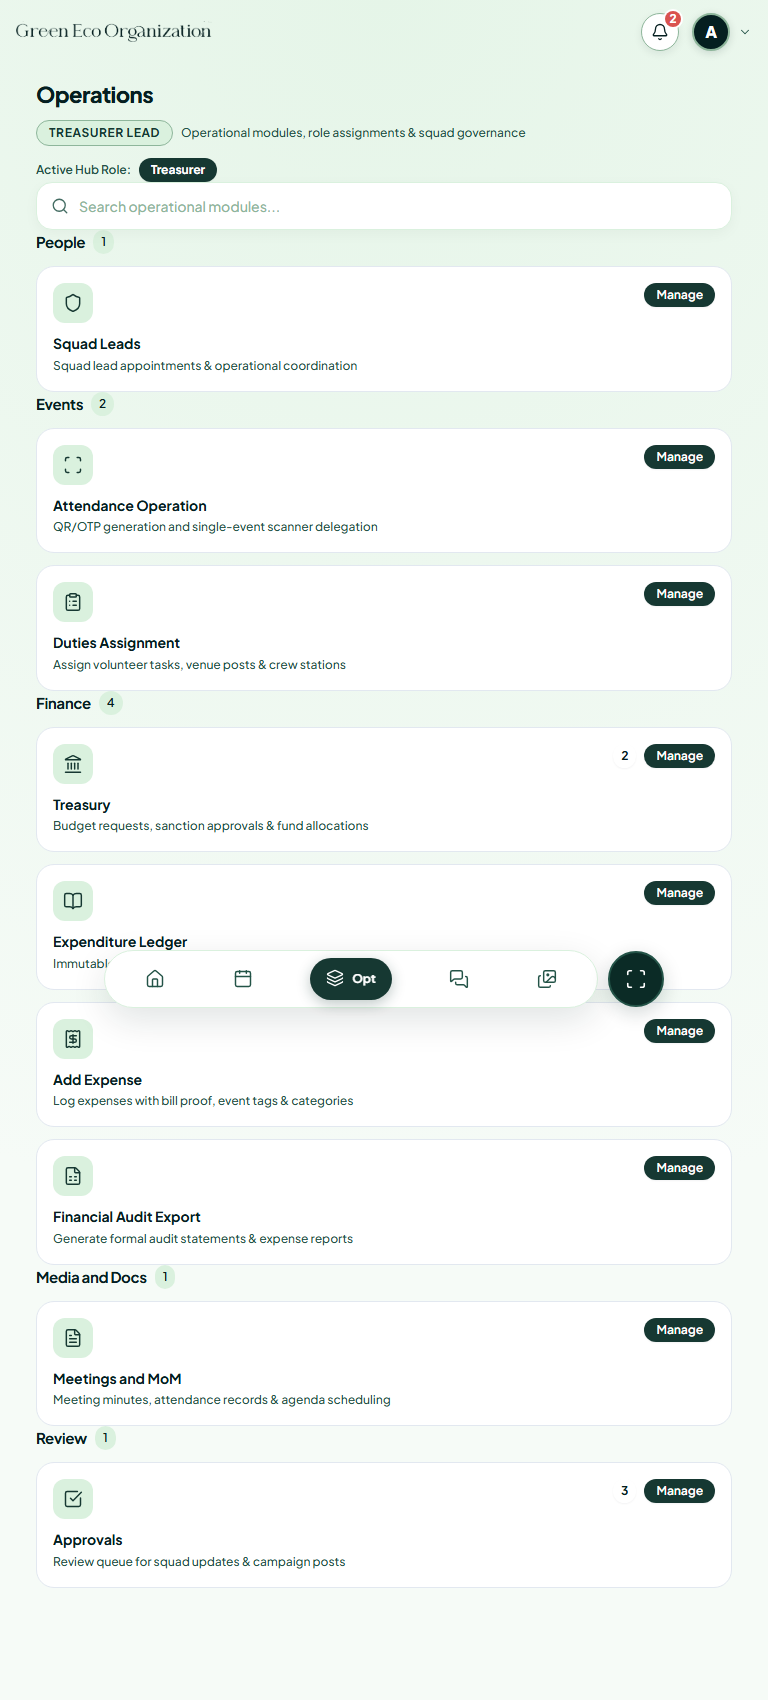 Green Eco Organization
2
A
Operations
TREASURER LEAD Operational modules, role assignments & squad governance
Active Hub Role: Treasurer
Search operational modules...
People 1
Manage
Squad Leads
Squad lead appointments & operational coordination
Events 2
Manage
Attendance Operation
QR/OTP generation and single-event scanner delegation
Manage
Duties Assignment
Assign volunteer tasks, venue posts & crew stations
Finance 4
2 Manage
Treasury
Budget requests, sanction approvals & fund allocations
Manage
Expenditure Ledger
Opt
Manage
Add Expense
Log expenses with bill proof, event tags & categories
Manage
Financial Audit Export
Generate formal audit statements & expense reports
Media and Docs 1
Manage
Meetings and MoM
Meeting minutes, attendance records & agenda scheduling
Review 1
3 Manage
Approvals
Review queue for squad updates & campaign posts